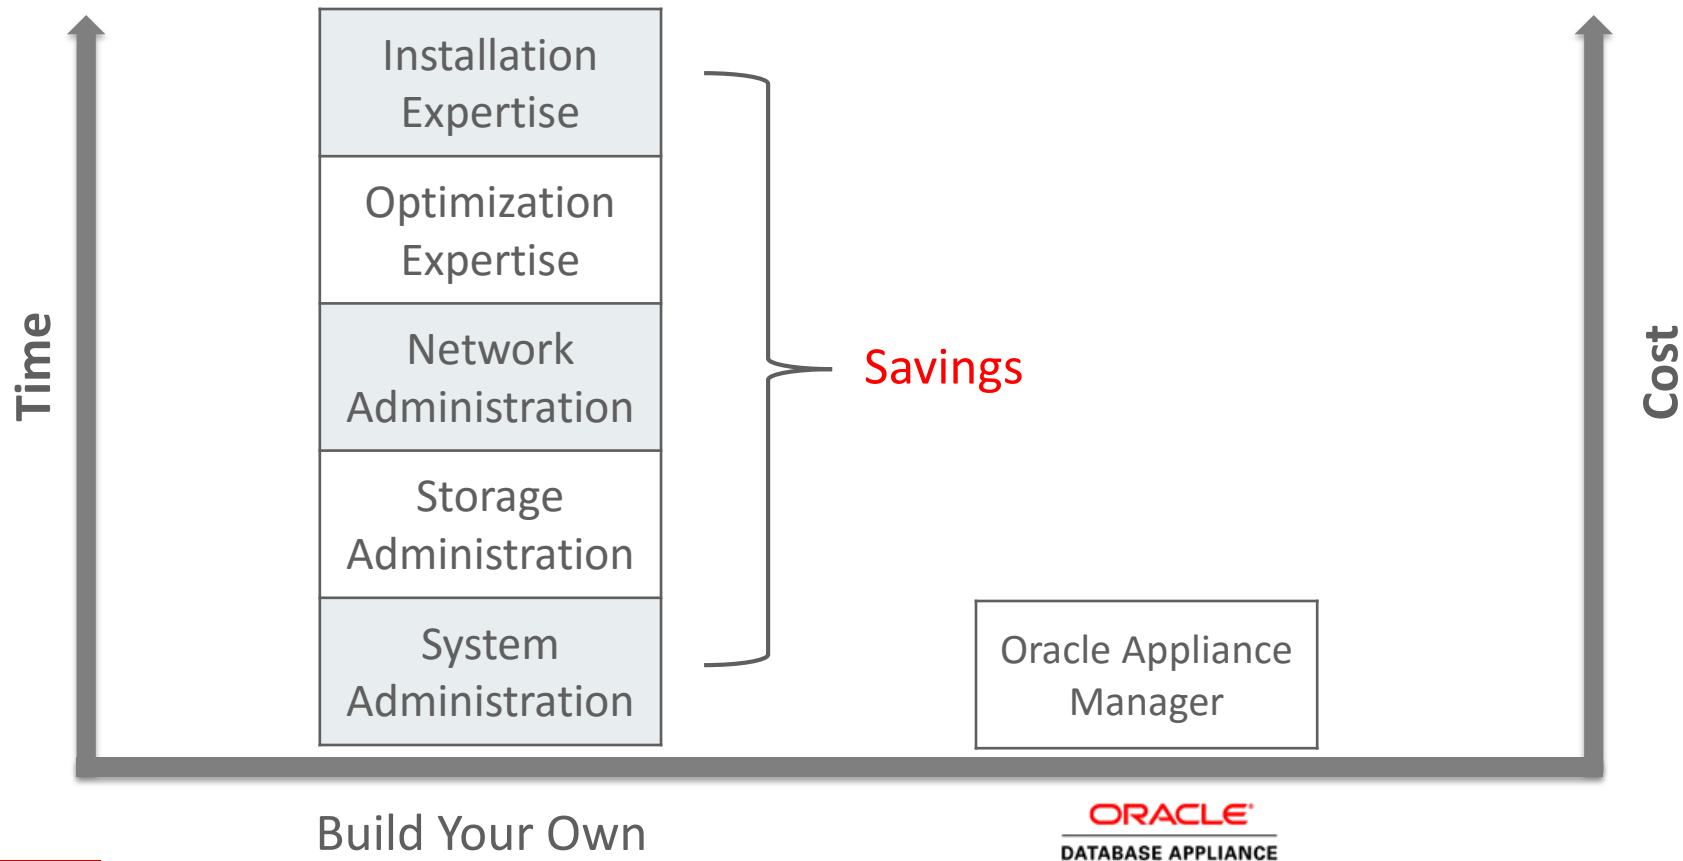 Time
Installation
Expertise
Optimization
Expertise
Network
Administration
Storage
Administration
System
Administration
Savings
Oracle Appliance
Manager
Cost
Build Your Own
ORACLE
DATABASE APPLIANCE